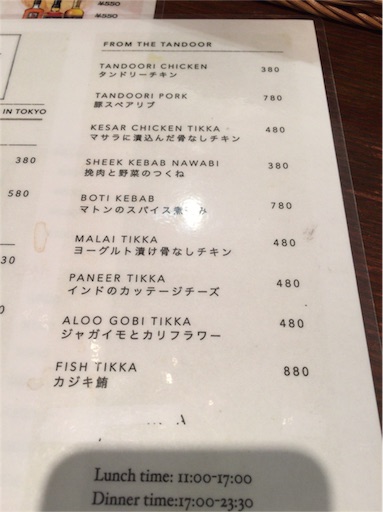 ¥550
¥550
FROM THE TANDOOR
TANDOORI CHICKEN 380
タンドリーチキン
IN TOKYO
TANDOORI PORK 780
豚スペアリブ
KESAR CHICKEN TIKKA 480
マサラに漬込んだ骨なしチキン
380
SHEEK KEBAB NAWABI 380
挽肉と野菜のつくね
580
BOTI KEBAB 780
マトンのスパイス煮込み
MALAI TIKKA 480
ヨーグルト漬け骨なしチキン
30
PANEER TIKKA 480
インドのカッテージチーズ
ALOO GOBI TIKKA 480
ジャガイモとカリフラワー
FISH TIKKA 880
カジキ鮪
Lunch time: 11:00-17:00
Dinner time:17:00-23:30